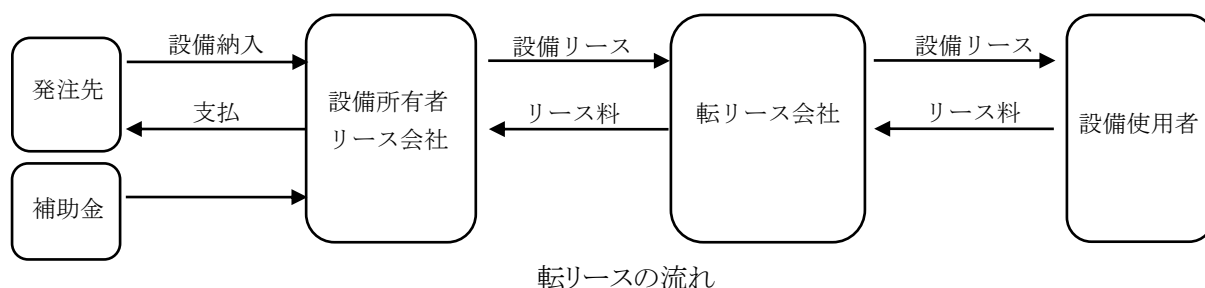 設備納入
設備リース
設備リース
発注先
設備所有者
リース会社
転リース会社
設備使用者
支払
リース料
リース料
補助金
転リースの流れ